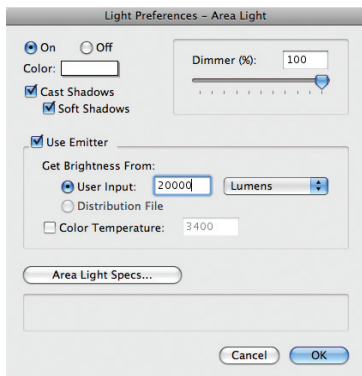 Light Preferences – Area Light
On Off
Color:
Cast Shadows
Soft Shadows
Dimmer (%): 100
Use Emitter
Get Brightness From:
User Input: 20000 Lumens
Distribution File
Color Temperature: 3400
Area Light Specs...
Cancel OK